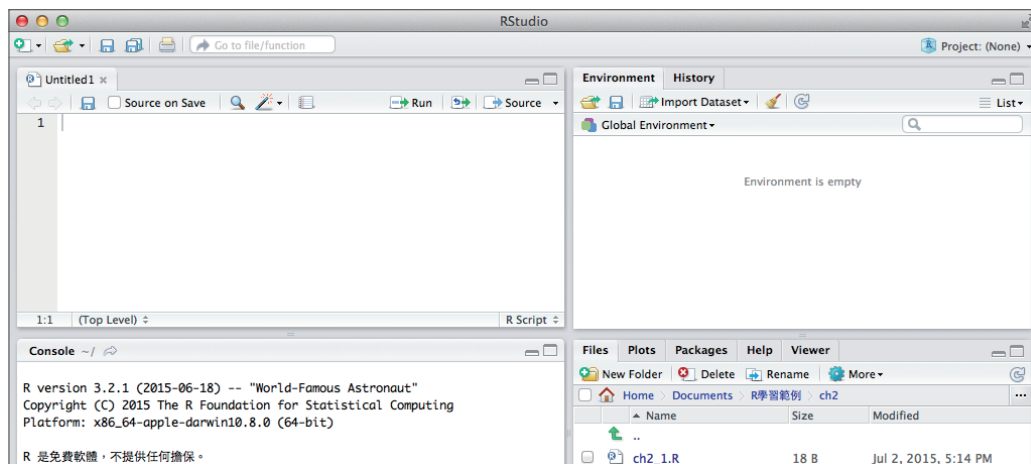 RStudio
Go to file/function
Project: (None)
Untitled1
Source on Save
Run
Source
1
1:1
(Top Level)
R Script
Console ~/
R version 3.2.1 (2015-06-18) -- "World-Famous Astronaut"
Copyright (C) 2015 The R Foundation for Statistical Computing
Platform: x86_64-apple-darwin10.8.0 (64-bit)
R 是免費軟體，不提供任何擔保。
Environment History
Import Dataset
List
Global Environment
Environment is empty
Files Plots Packages Help Viewer
New Folder Delete Rename More
Home Documents R學習範例 ch2
...
Name Size Modified
..
ch2_1.R 18 B Jul 2, 2015, 5:14 PM